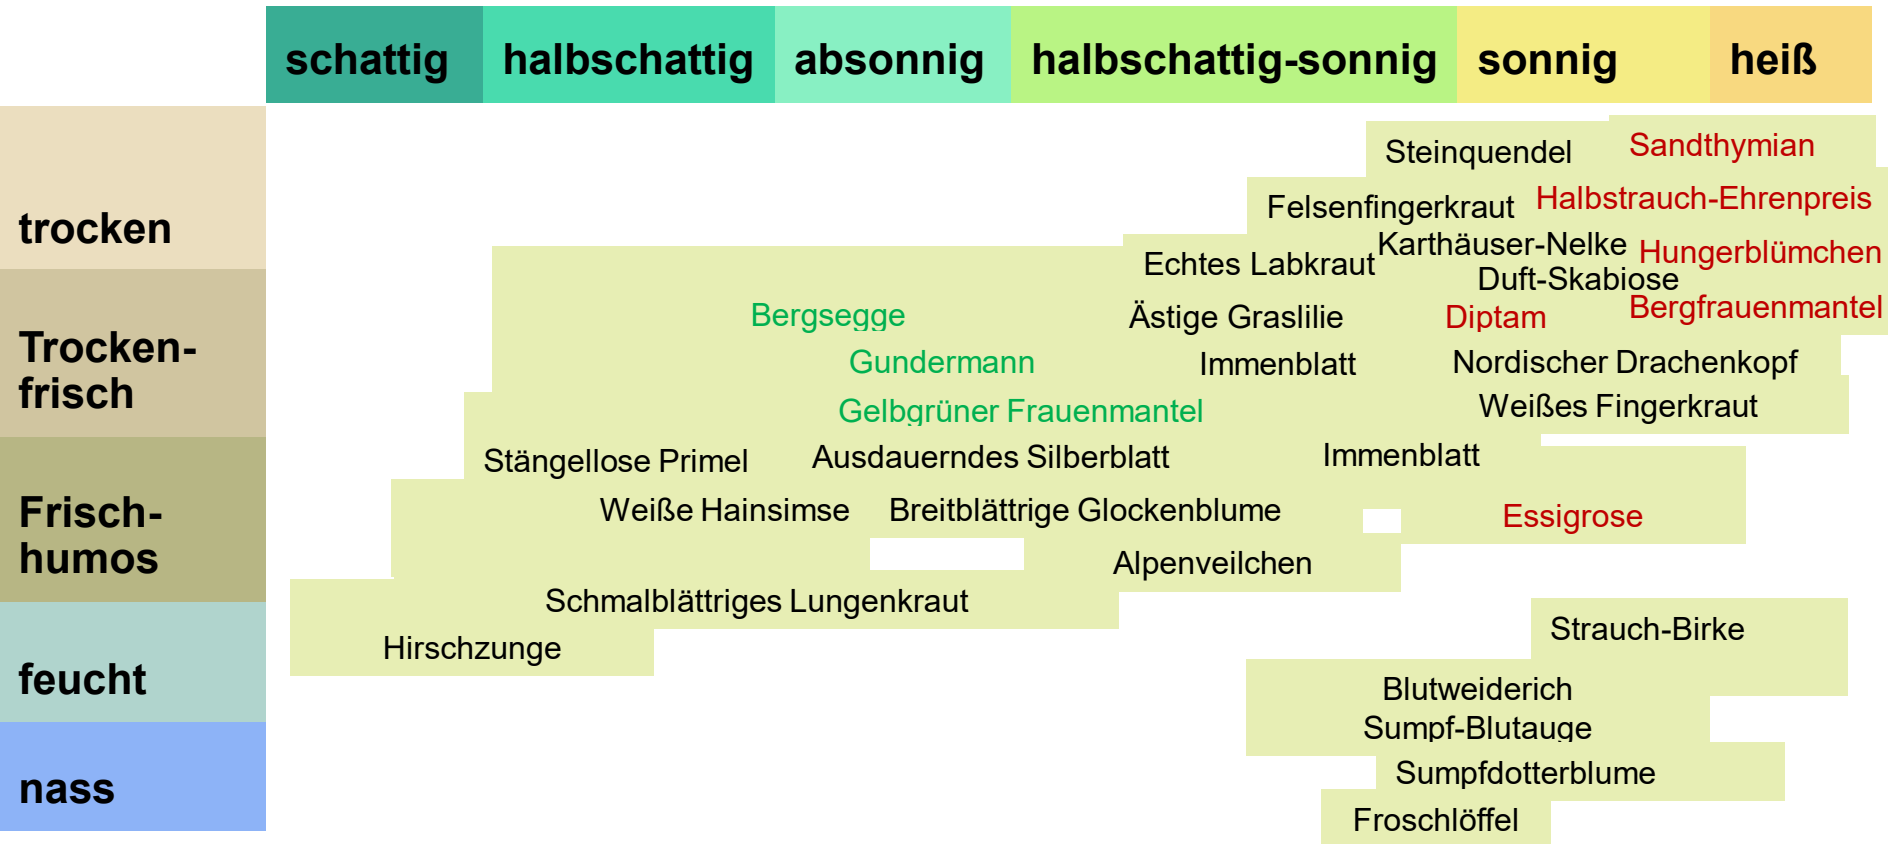 schattig halbschattig absonnig halbschattig-sonnig sonnig heiß
Steinquendel Sandthymian
Felsenfingerkraut Halbstrauch-Ehrenpreis
trocken
Echtes Labkraut Karthäuser-Nelke Hungerblümchen
Duft-Skabiose
Bergsegge Ästige Graslilie Diptam Bergfrauenmantel
Trocken-
frisch
Gundermann Immenblatt Nordischer Drachenkopf
Gelbgrüner Frauenmantel Weißes Fingerkraut
Stängellose Primel Ausdauerndes Silberblatt Immenblatt
Frisch-
humos
Weiße Hainsimse Breitblättrige Glockenblume Essigrose
Alpenveilchen
Schmalblättriges Lungenkraut
Strauch-Birke
Hirschzunge
feucht
Blutweiderich
Sumpf-Blutauge
nass
Sumpfdotterblume
Froschlöffel